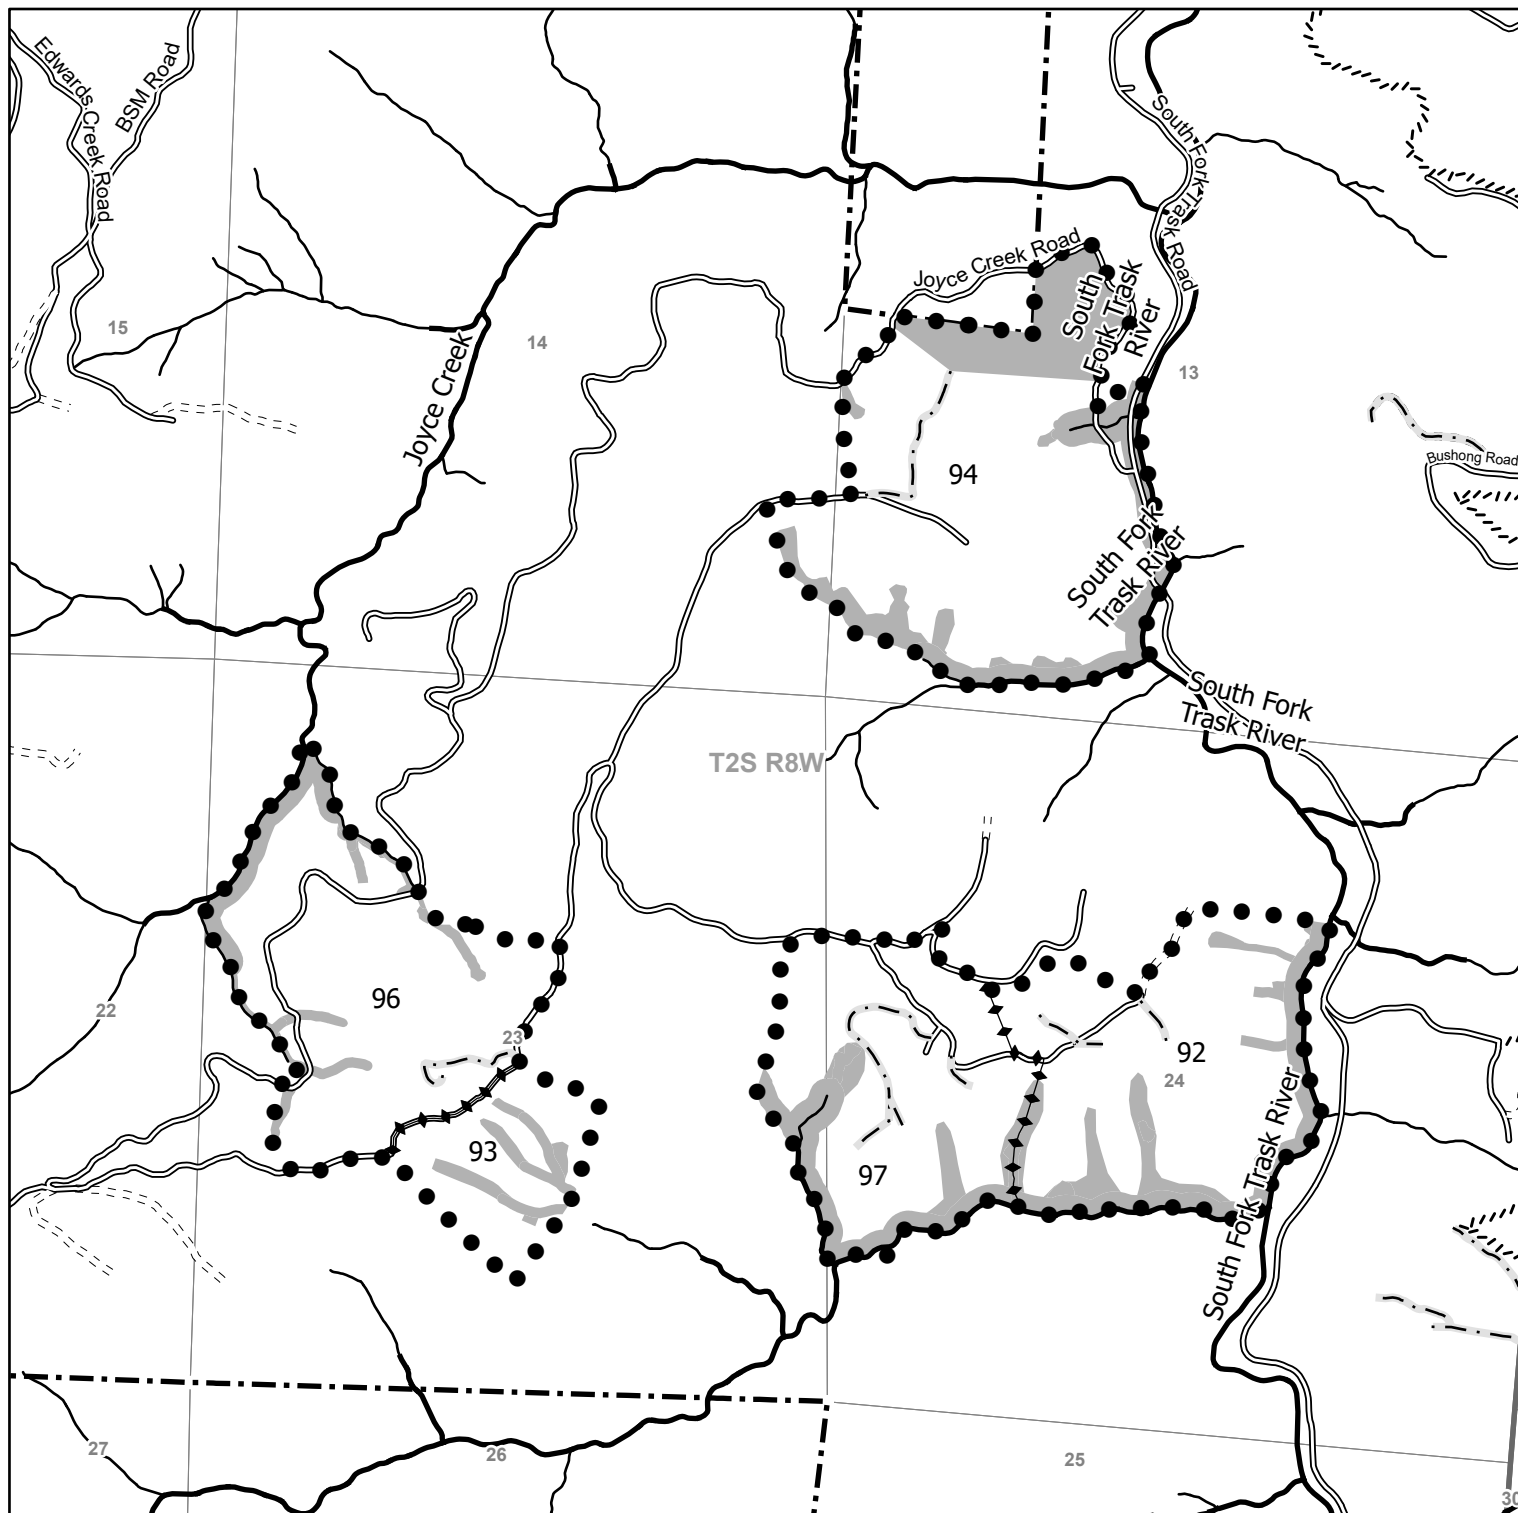 Edwards Creek Road
BSM Road
South Fork Trask Road
Joyce Creek Road
South
Fork Trask
River
15
14
13
Joyce Creek
94
Bushong Road
South Fork
Trask River
South Fork
Trask River
T2S R8W
96
22
23
92
24
93
97
South Fork Trask River
27
26
25
30